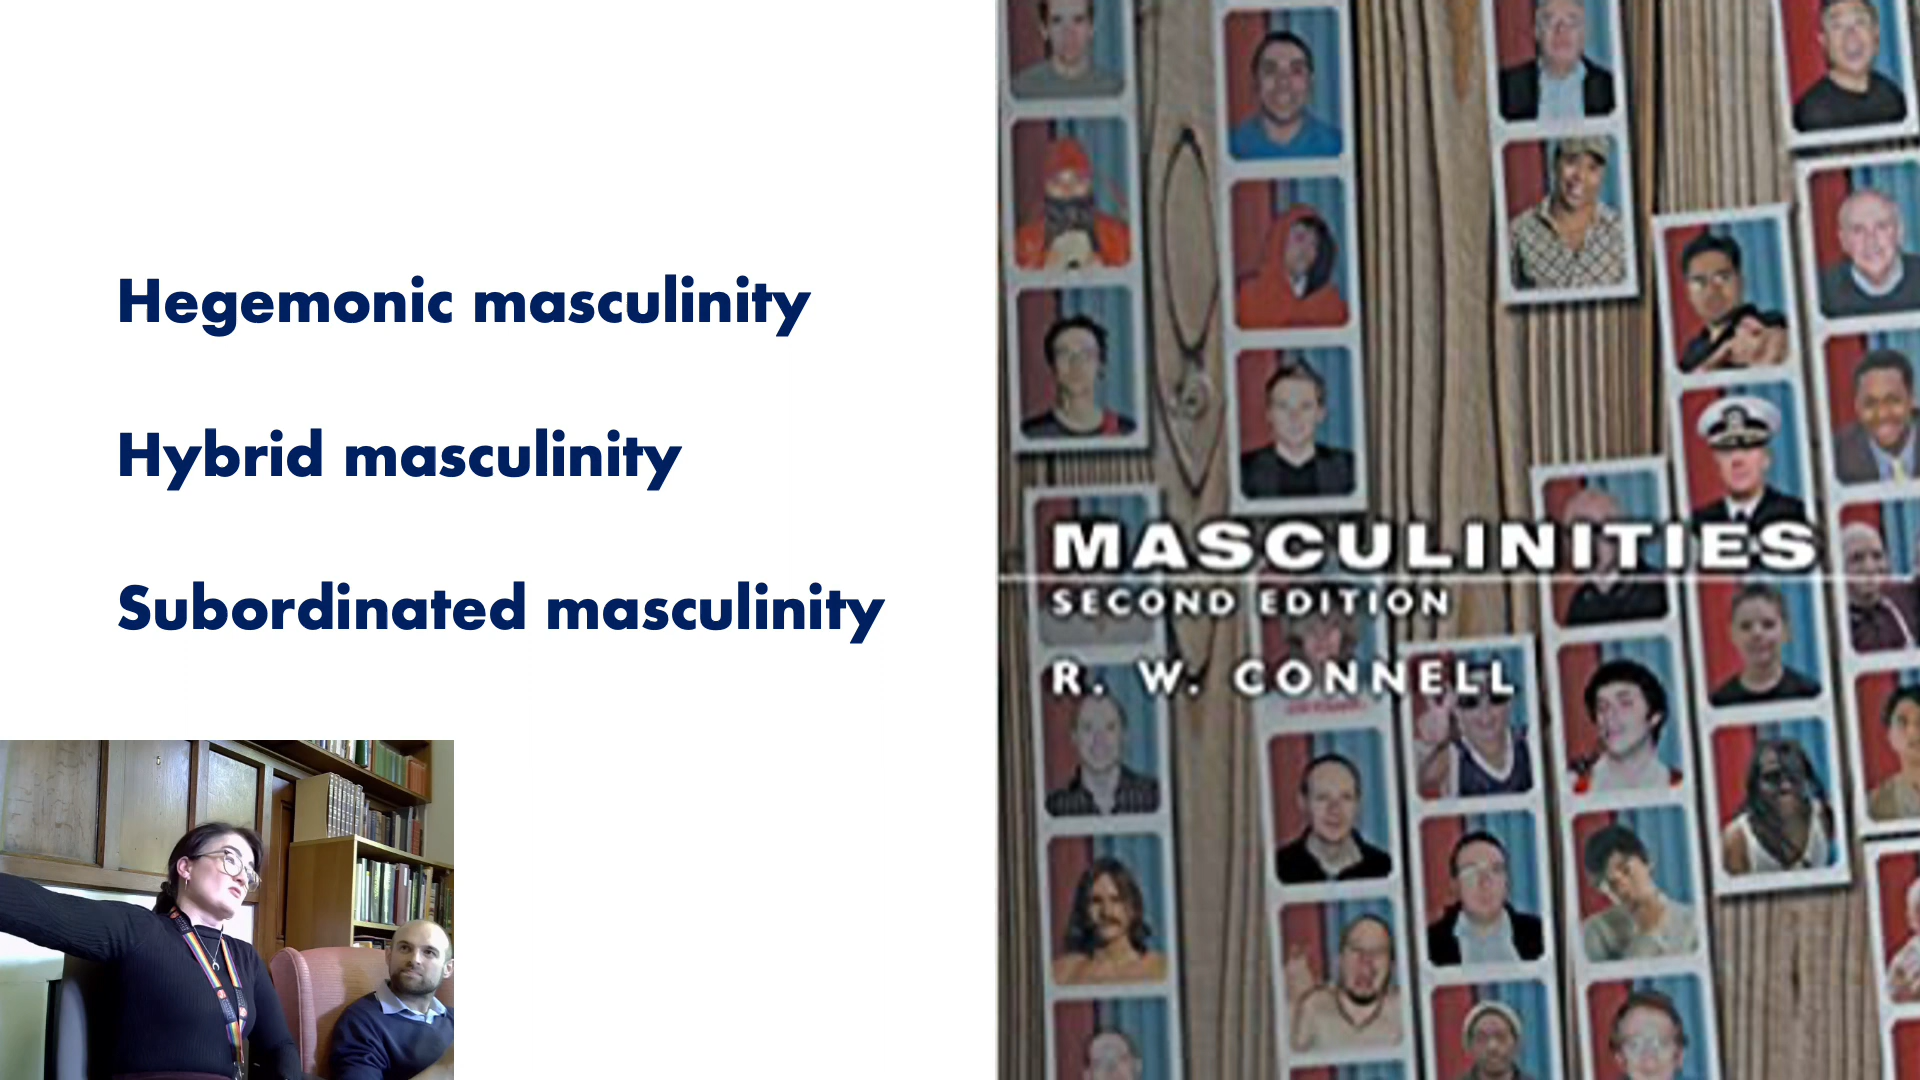 Hegemonic masculinity
Hybrid masculinity
Subordinated masculinity
MASCULINITIES
SECOND EDITION
R. W. CONNELL